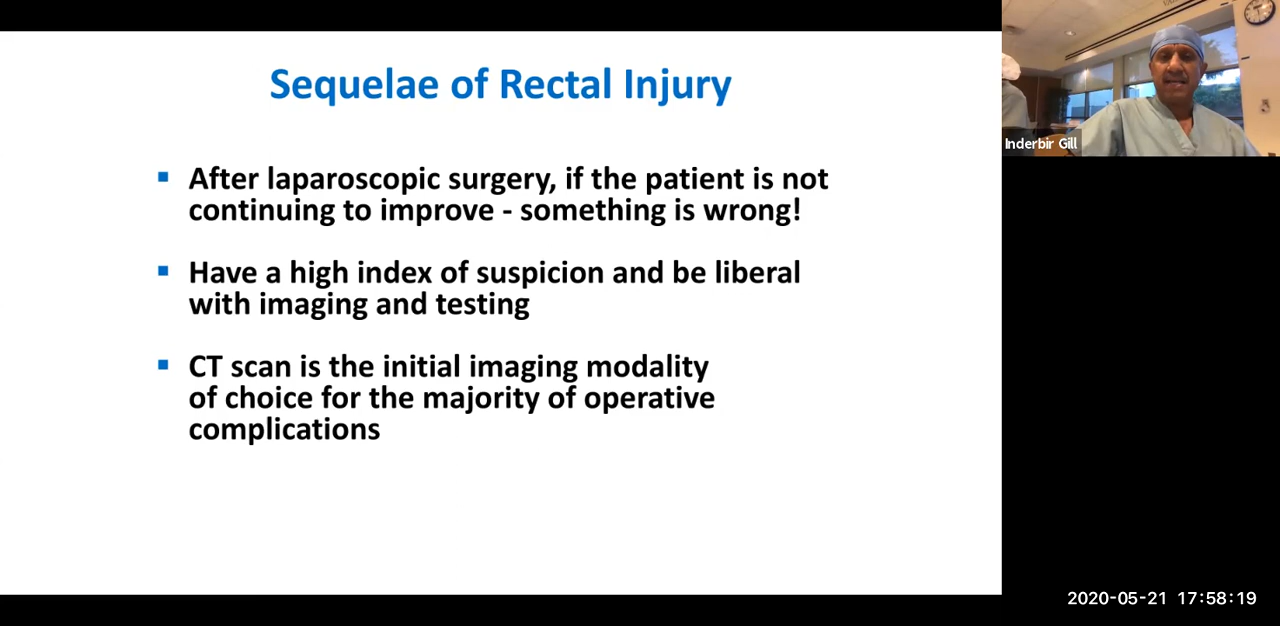 Sequelae of Rectal Injury
▪ After laparoscopic surgery, if the patient is not
continuing to improve - something is wrong!
▪ Have a high index of suspicion and be liberal
with imaging and testing
▪ CT scan is the initial imaging modality
of choice for the majority of operative
complications
Inderbir Gill
2020-05-21 17:58:19